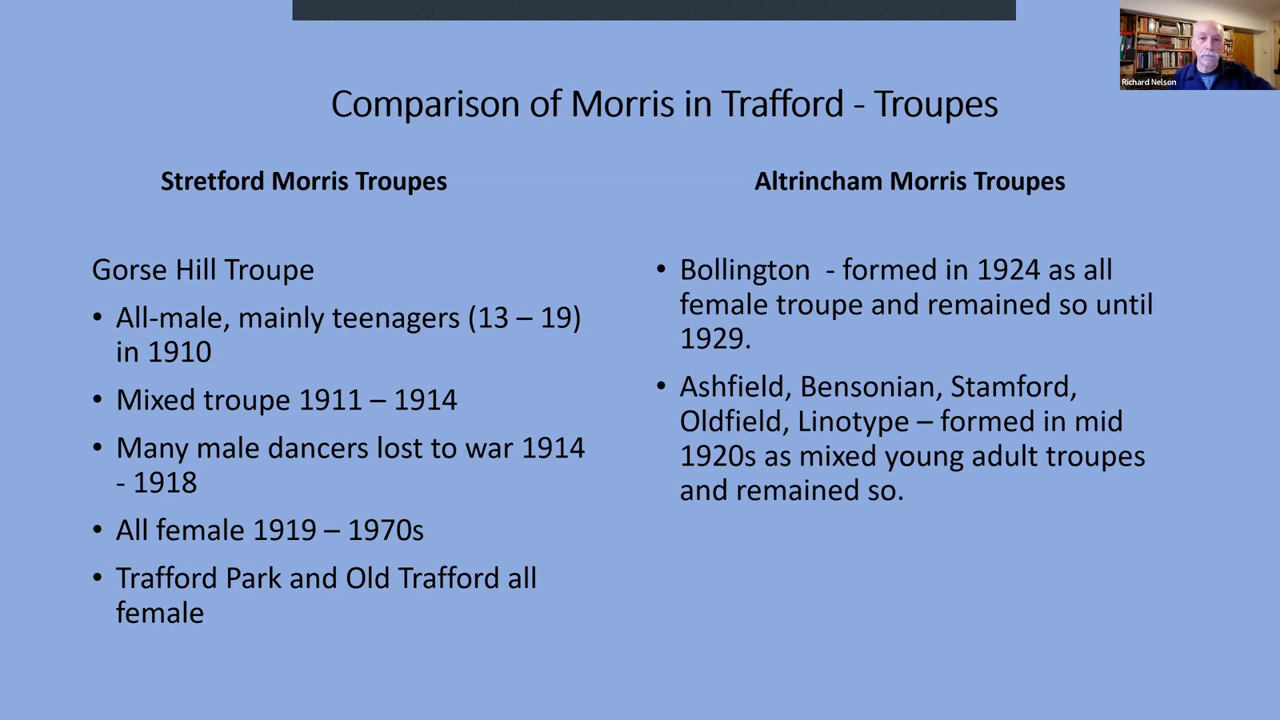 Richard Nelson
Comparison of Morris in Trafford - Troupes
Stretford Morris Troupes
Gorse Hill Troupe
• All-male, mainly teenagers (13 – 19)
in 1910
• Mixed troupe 1911 – 1914
• Many male dancers lost to war 1914
- 1918
• All female 1919 – 1970s
• Trafford Park and Old Trafford all
female
Altrincham Morris Troupes
• Bollington - formed in 1924 as all
female troupe and remained so until
1929.
• Ashfield, Bensonian, Stamford,
Oldfield, Linotype – formed in mid
1920s as mixed young adult troupes
and remained so.